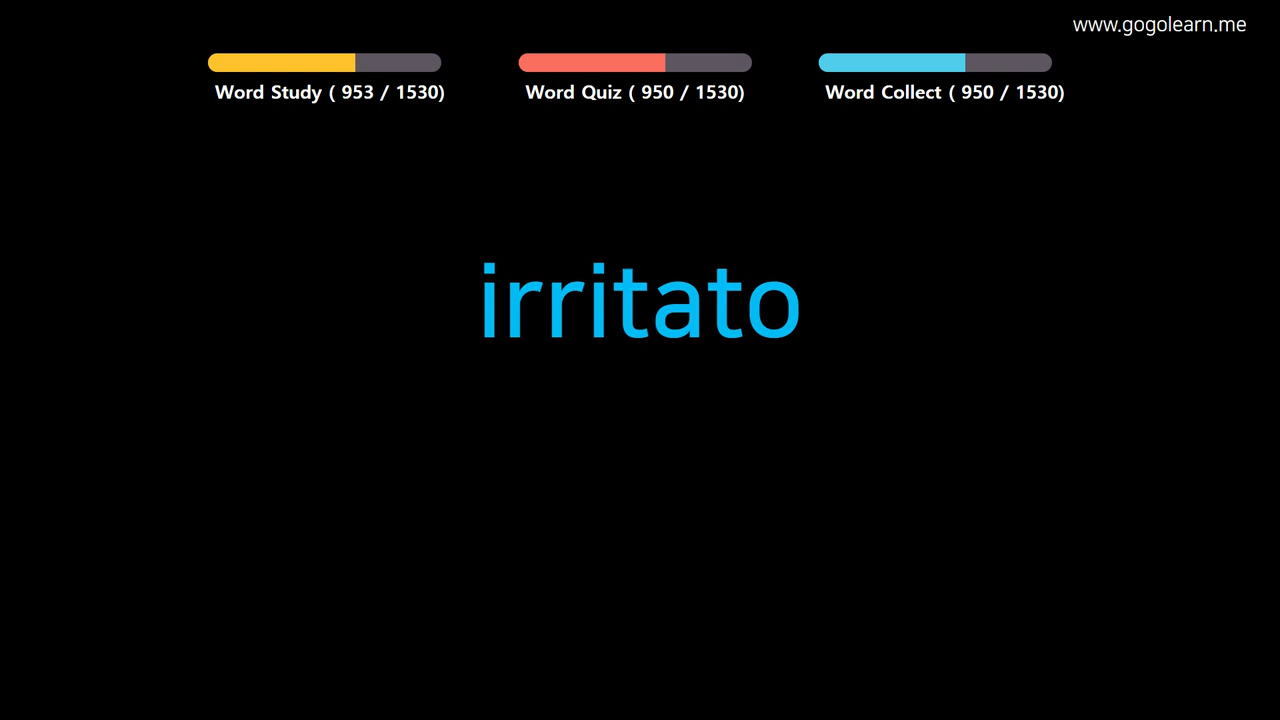 www.gogolearn.me
Word Study ( 953 / 1530) Word Quiz ( 950 / 1530) Word Collect ( 950 / 1530)
irritato